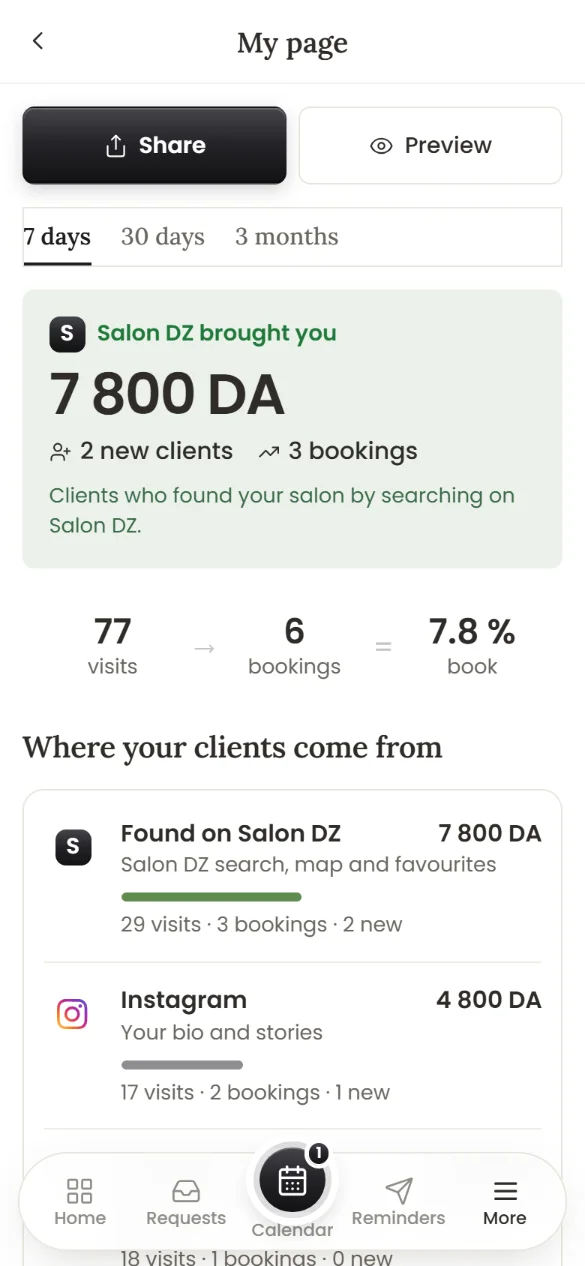 My page
Share
Preview
7 days
30 days
3 months
S
Salon DZ brought you
7 800 DA
2 new clients
3 bookings
Clients who found your salon by searching on
Salon DZ.
77
visits
→
6
bookings
=
7.8 %
book
Where your clients come from
S
Found on Salon DZ
7 800 DA
Salon DZ search, map and favourites
29 visits · 3 bookings · 2 new
Instagram
4 800 DA
Your bio and stories
17 visits · 2 bookings · 1 new
1
Home
Requests
Calendar
Reminders
More
18 visits · 1 bookings · 0 new